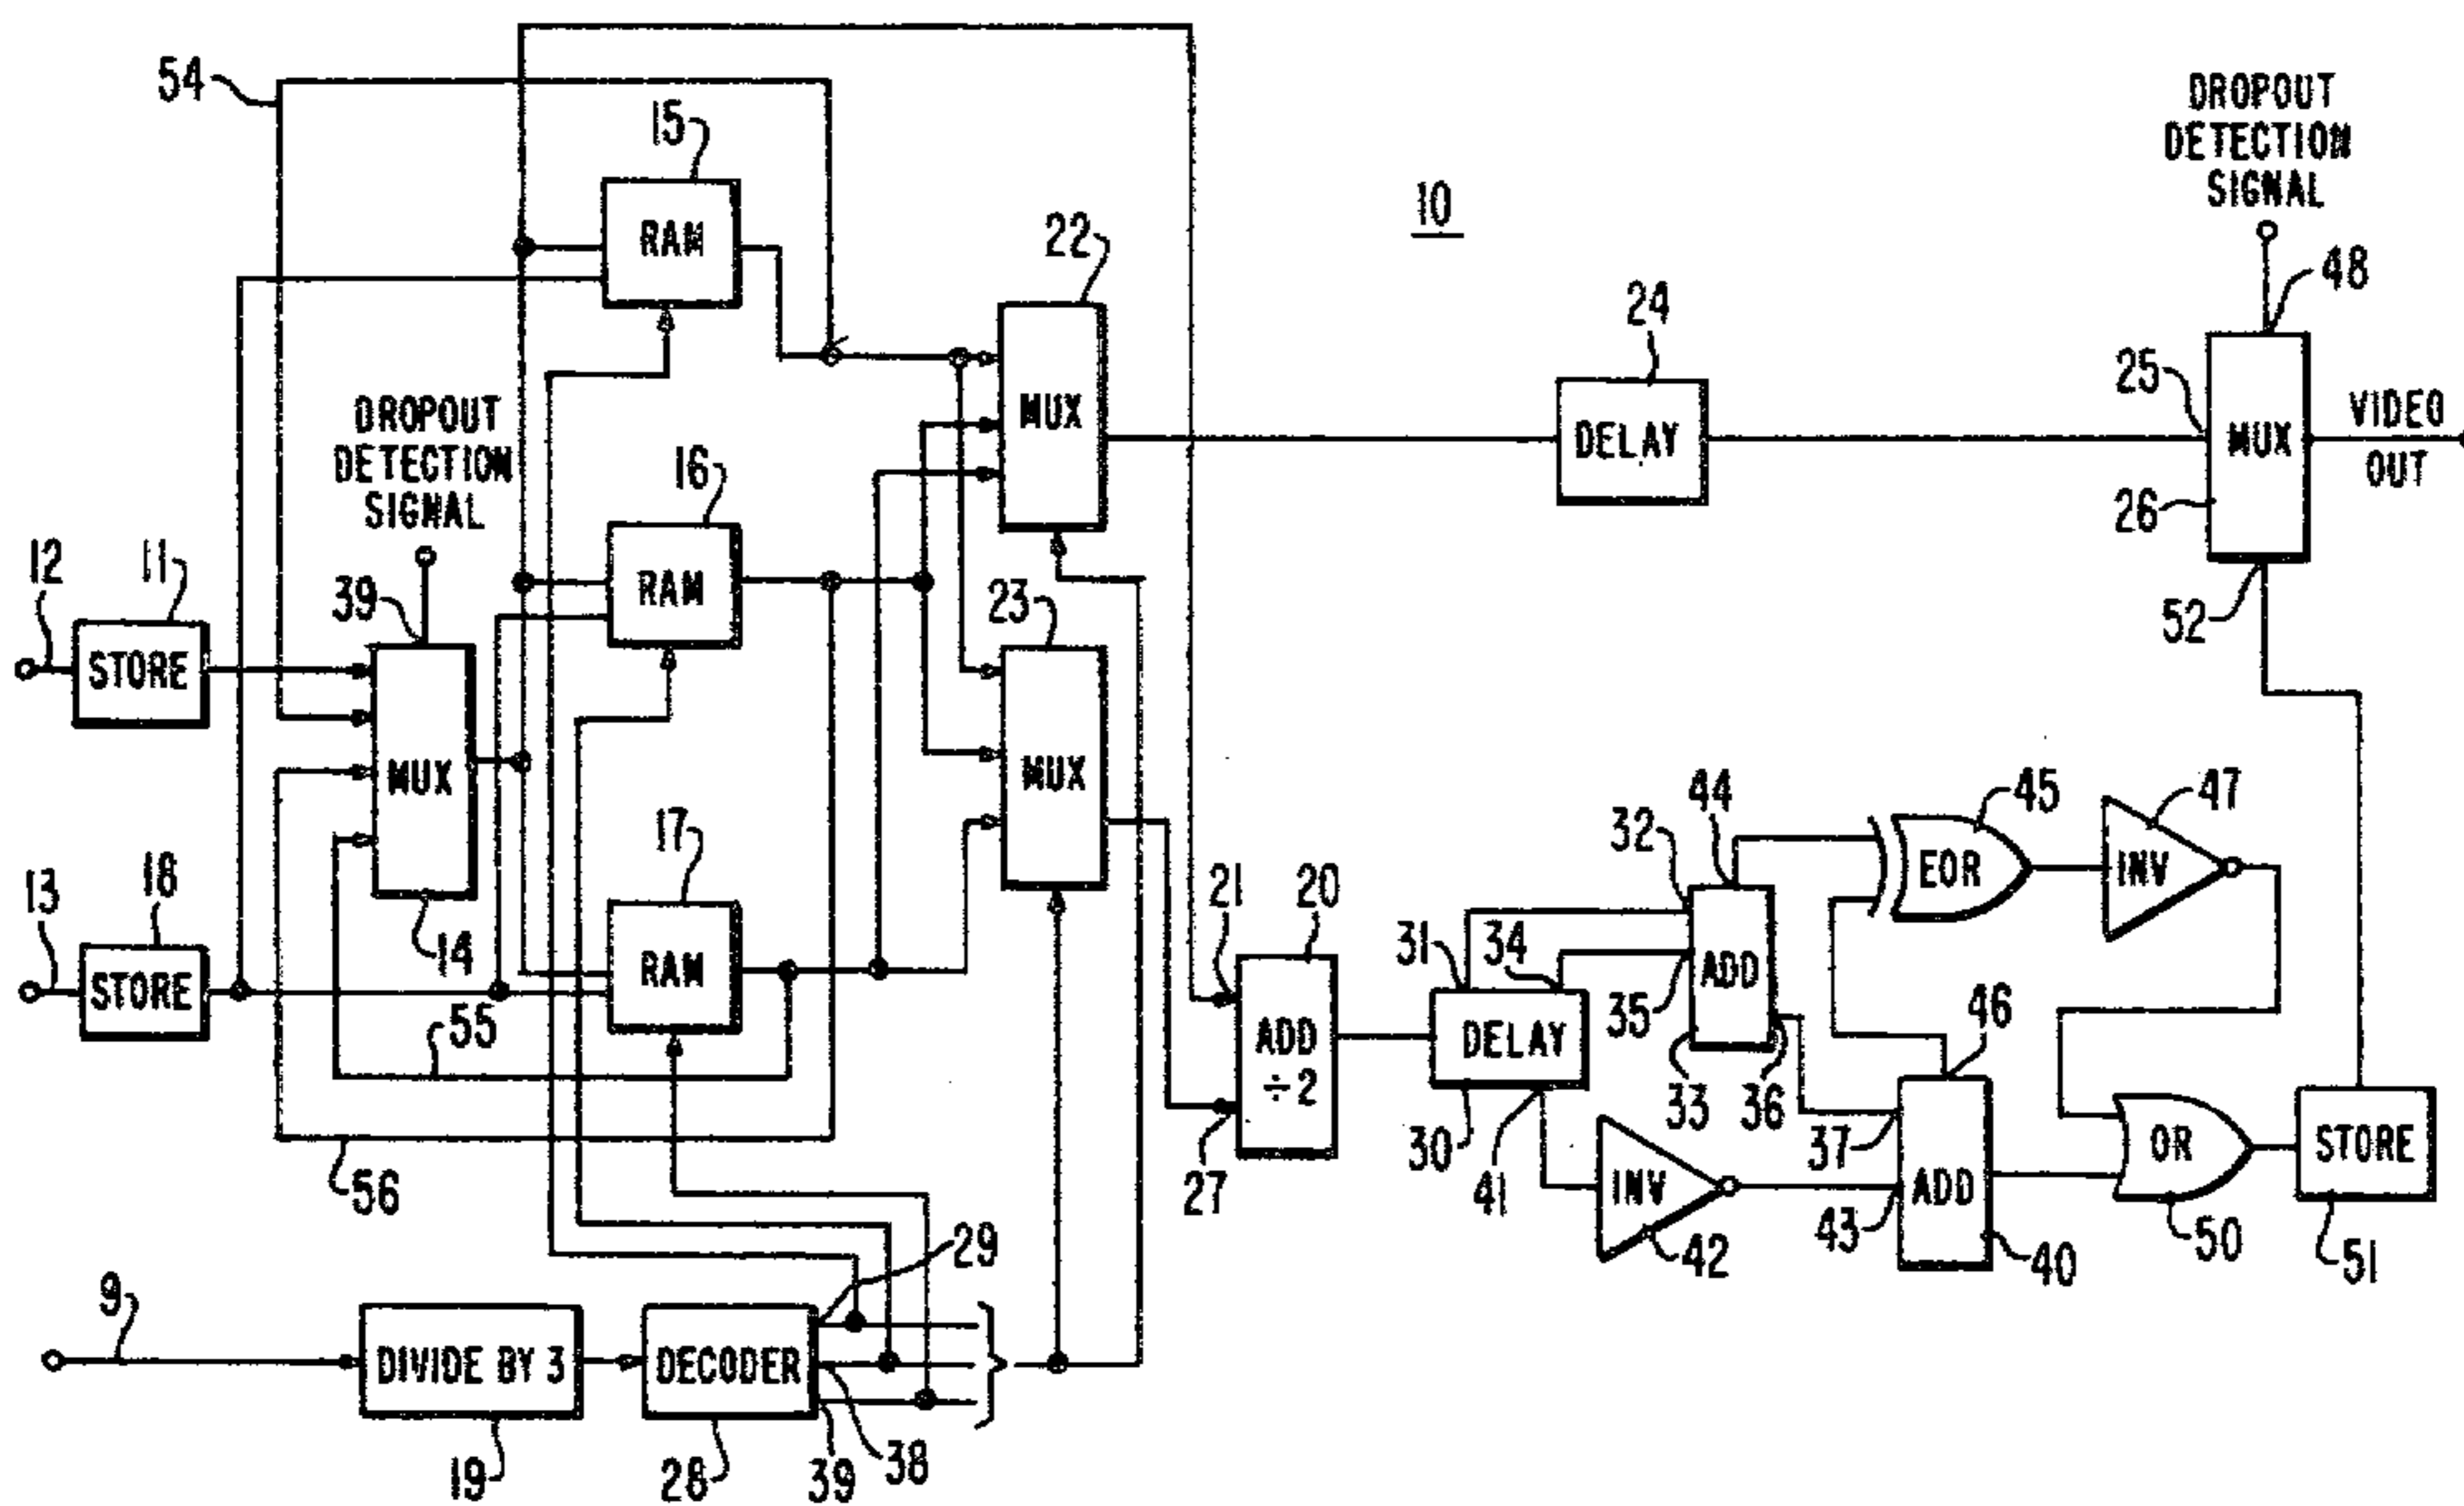 54
15
RAM
10
22
MUX
DROPOUT
DETECTION
SIGNAL
48
24
DELAY
25
MUX
26
VIDEO
OUT
52
DROPOUT
DETECTION
SIGNAL
39
16
RAM
12
11
STORE
MUX
14
23
MUX
13
18
STORE
17
RAM
55
56
21
20
ADD
÷2
27
31
34
DELAY
30
41
32
44
35
ADD
33
36
EOR
45
INV
47
46
37
ADD
43
40
INV
42
OR
50
STORE
51
9
DIVIDE BY 3
19
DECODER
28
29
38
39